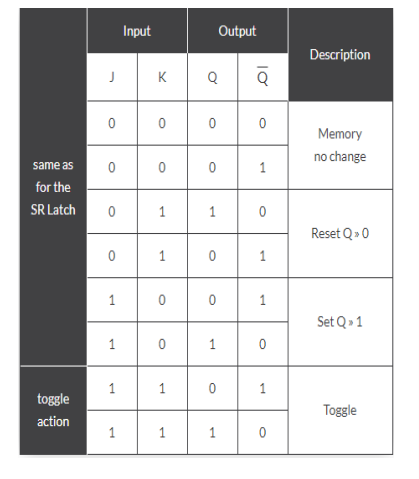 Input Output
Description
J K Q Q̅
0 0 0 0
Memory
no change
0 0 0 1
same as
for the
SR Latch
0 1 1 0
Reset Q » 0
0 1 0 1
1 0 0 1
Set Q » 1
1 0 1 0
toggle
action
1 1 0 1
Toggle
1 1 1 0